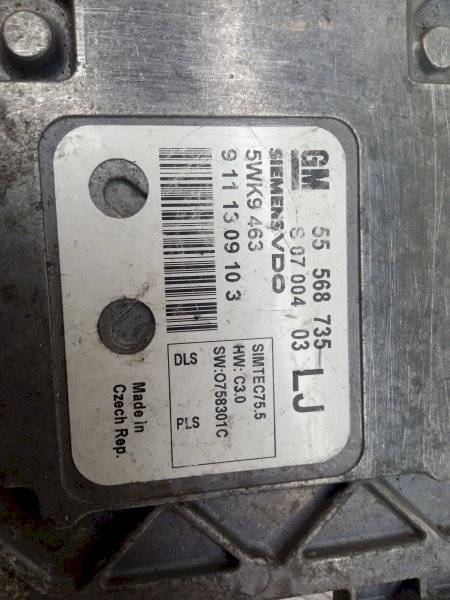 GM 55 568 735 LJ
S 07 004 03
SIEMENS VDO
5WK9 463
9 11 13 09 10 3
SIMTEC75.5
HW: C3.0
SW:O758301C
DLS PLS
Made in
Czech Rep.